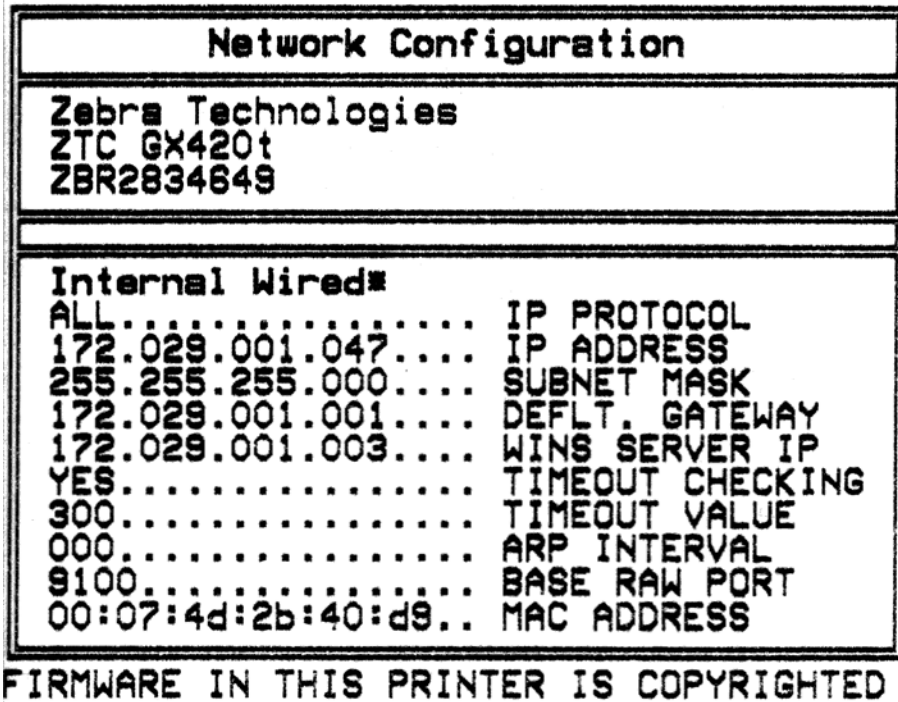 Network Configuration
Zebra Technologies
ZTC GX420t
ZBR2834649
Internal Wired*
ALL................. IP PROTOCOL
172.029.001.047.... IP ADDRESS
255.255.255.000.... SUBNET MASK
172.029.001.001.... DEFLT. GATEWAY
172.029.001.003.... WINS SERVER IP
YES................. TIMEOUT CHECKING
300................. TIMEOUT VALUE
000................. ARP INTERVAL
9100................ BASE RAW PORT
00:07:4d:2b:40:d9.. MAC ADDRESS
FIRMWARE IN THIS PRINTER IS COPYRIGHTED